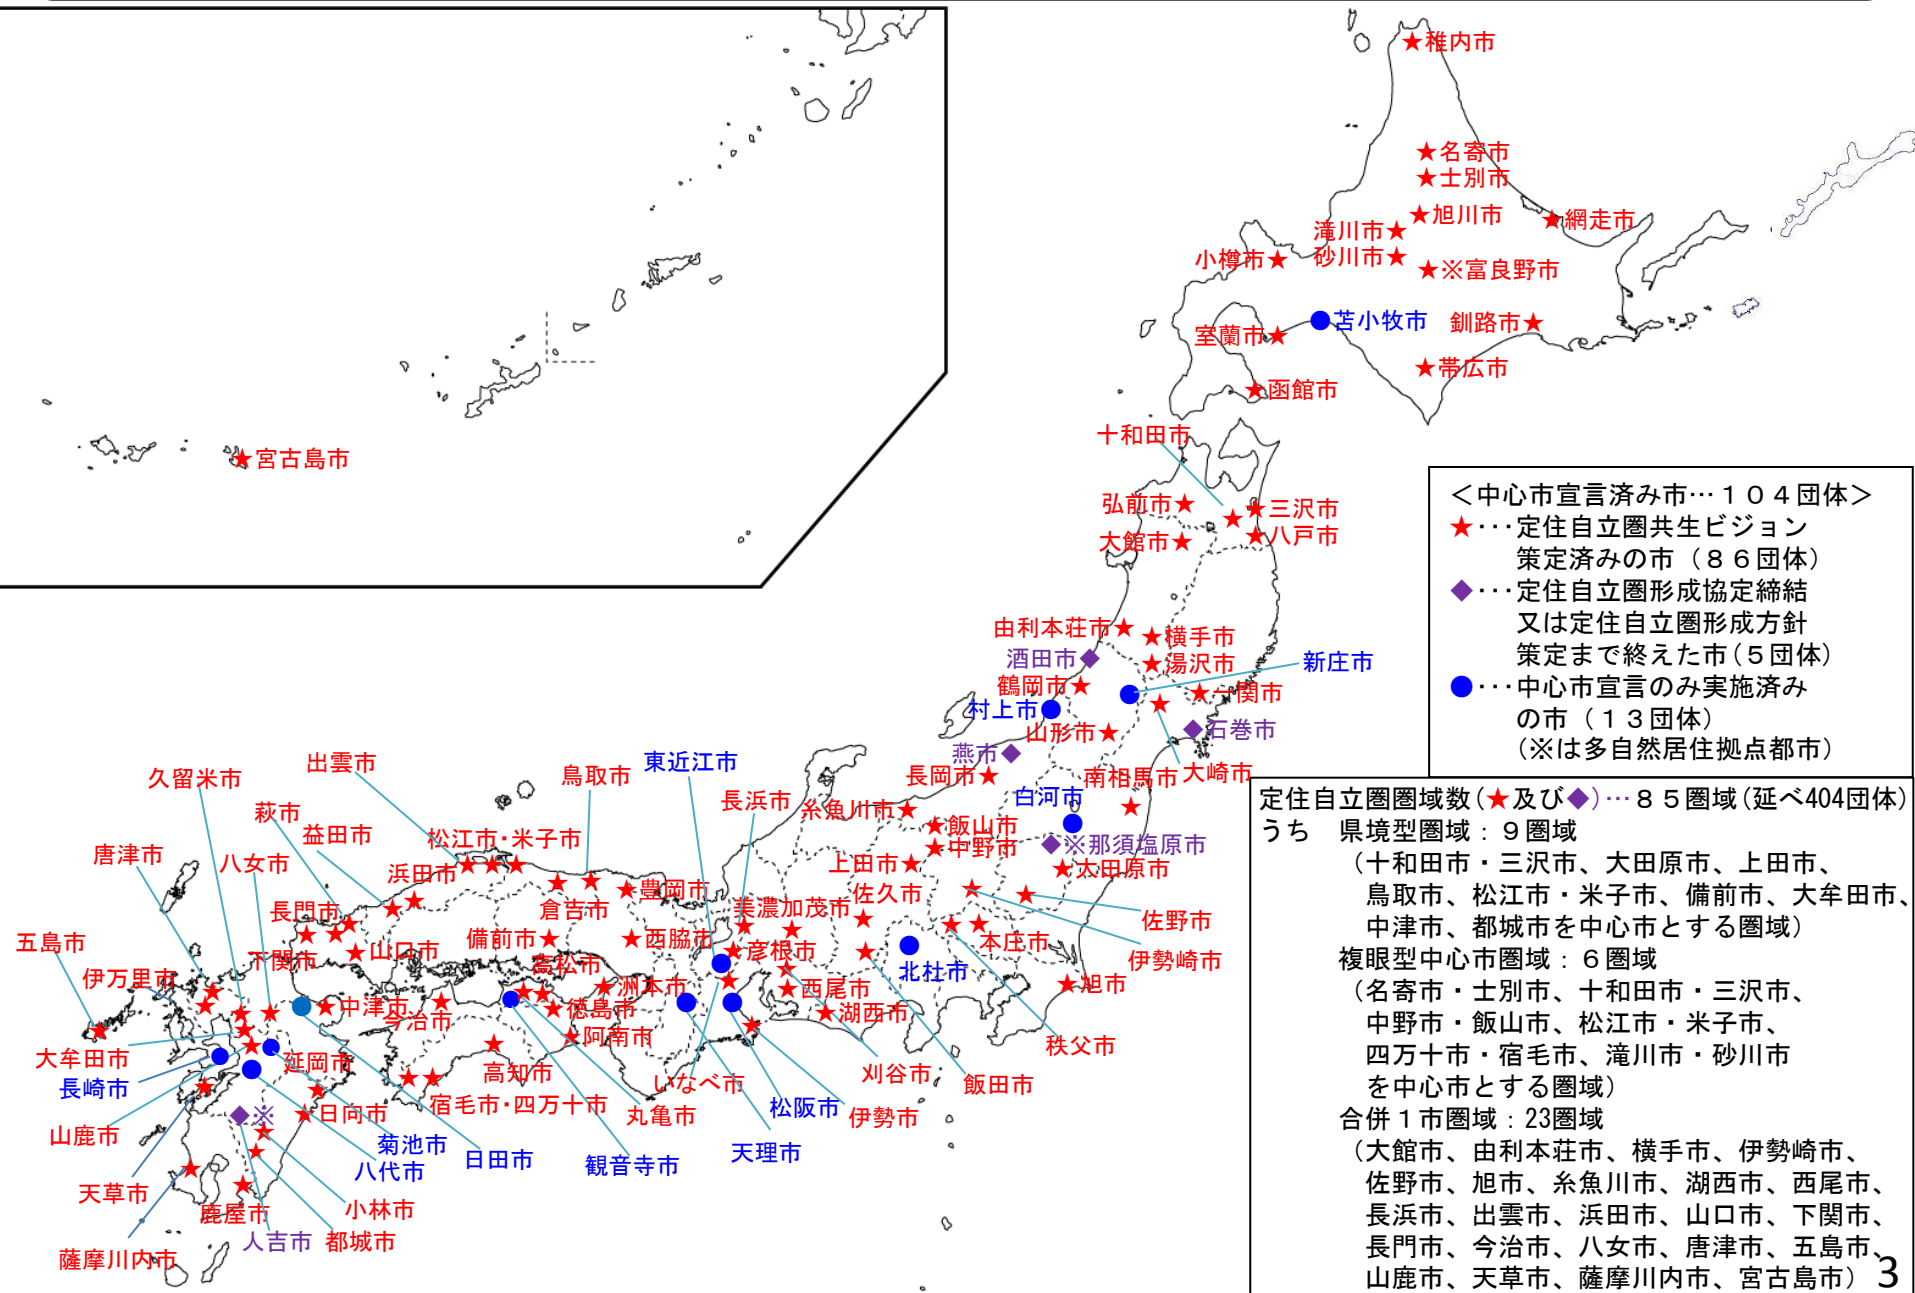 ★稚内市
★名寄市
★士別市
★旭川市
★網走市
滝川市★
砂川市★
小樽市★
★※富良野市
室蘭市★
●苫小牧市
釧路市★
★帯広市
★函館市
★宮古島市
十和田市
弘前市★
★三沢市
大館市★
★八戸市
＜中心市宣言済み市…１０４団体＞
★･･･定住自立圏共生ビジョン
策定済みの市（８６団体）
◆･･･定住自立圏形成協定締結
又は定住自立圏形成方針
策定まで終えた市(５団体)
●･･･中心市宣言のみ実施済み
の市（１３団体）
（※は多自然居住拠点都市）
由利本荘市★
★横手市
酒田市◆
★湯沢市
新庄市
鶴岡市★
★一関市
村上市●
山形市★
◆石巻市
燕市◆
長岡市★
南相馬市
大崎市
白河市
糸魚川市★
★飯山市
★中野市
◆※那須塩原市
上田市★
★大田原市
佐久市
佐野市
伊勢崎市
本庄市
北杜市
★旭市
秩父市
飯田市
刈谷市
美濃加茂市
★彦根市
★西尾市
★湖西市
長浜市
東近江市
いなべ市
松阪市
伊勢市
天理市
鳥取市
出雲市
松江市・米子市
★豊岡市
倉吉市
備前市★
★西脇市
高松市
★洲本市
★徳島市
★阿南市
丸亀市
観音寺市
今治市
高知市
宿毛市・四万十市
久留米市
萩市
益田市
浜田市
唐津市
八女市
長門市
★山口市
下関市
五島市
伊万里市
★中津市
大牟田市
長崎市
延岡市
★日向市
山鹿市
菊池市
八代市
日田市
◆※
天草市
鹿屋市
小林市
人吉市
都城市
薩摩川内市
定住自立圏圏域数(★及び◆)…８５圏域(延べ404団体)
うち　県境型圏域：９圏域
（十和田市・三沢市、大田原市、上田市、
鳥取市、松江市・米子市、備前市、大牟田市、
中津市、都城市を中心市とする圏域）
複眼型中心市圏域：６圏域
（名寄市・士別市、十和田市・三沢市、
中野市・飯山市、松江市・米子市、
四万十市・宿毛市、滝川市・砂川市
を中心市とする圏域）
合併１市圏域：23圏域
（大館市、由利本荘市、横手市、伊勢崎市、
佐野市、旭市、糸魚川市、湖西市、西尾市、
長浜市、出雲市、浜田市、山口市、下関市、
長門市、今治市、八女市、唐津市、五島市、
山鹿市、天草市、薩摩川内市、宮古島市）
3